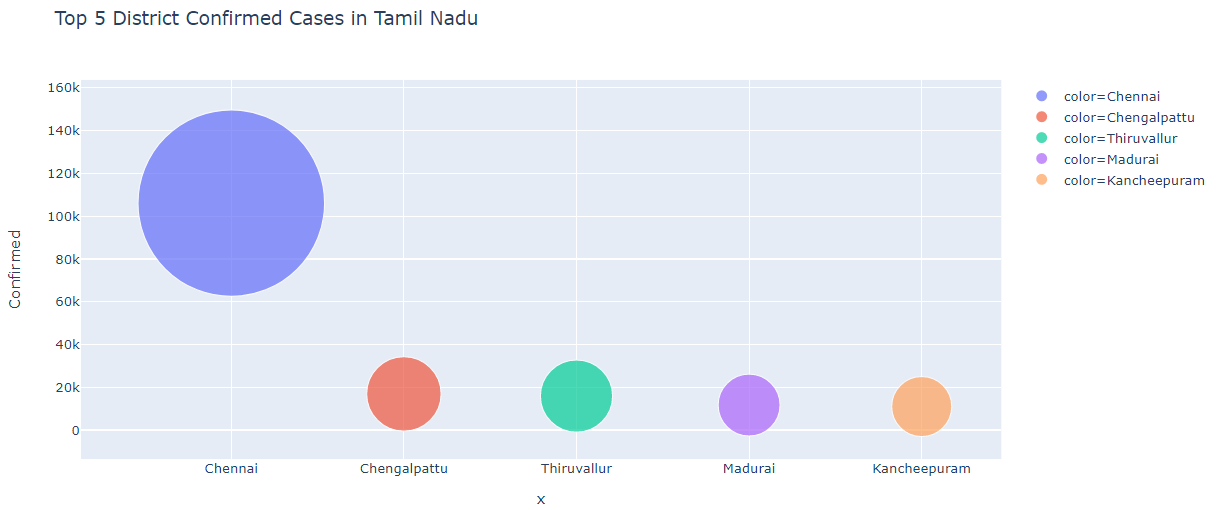 Top 5 District Confirmed Cases in Tamil Nadu
160k
140k
120k
100k
80k
60k
40k
20k
0
Confirmed
Chennai
Chengalpattu
Thiruvallur
Madurai
Kancheepuram
x
color=Chennai
color=Chengalpattu
color=Thiruvallur
color=Madurai
color=Kancheepuram